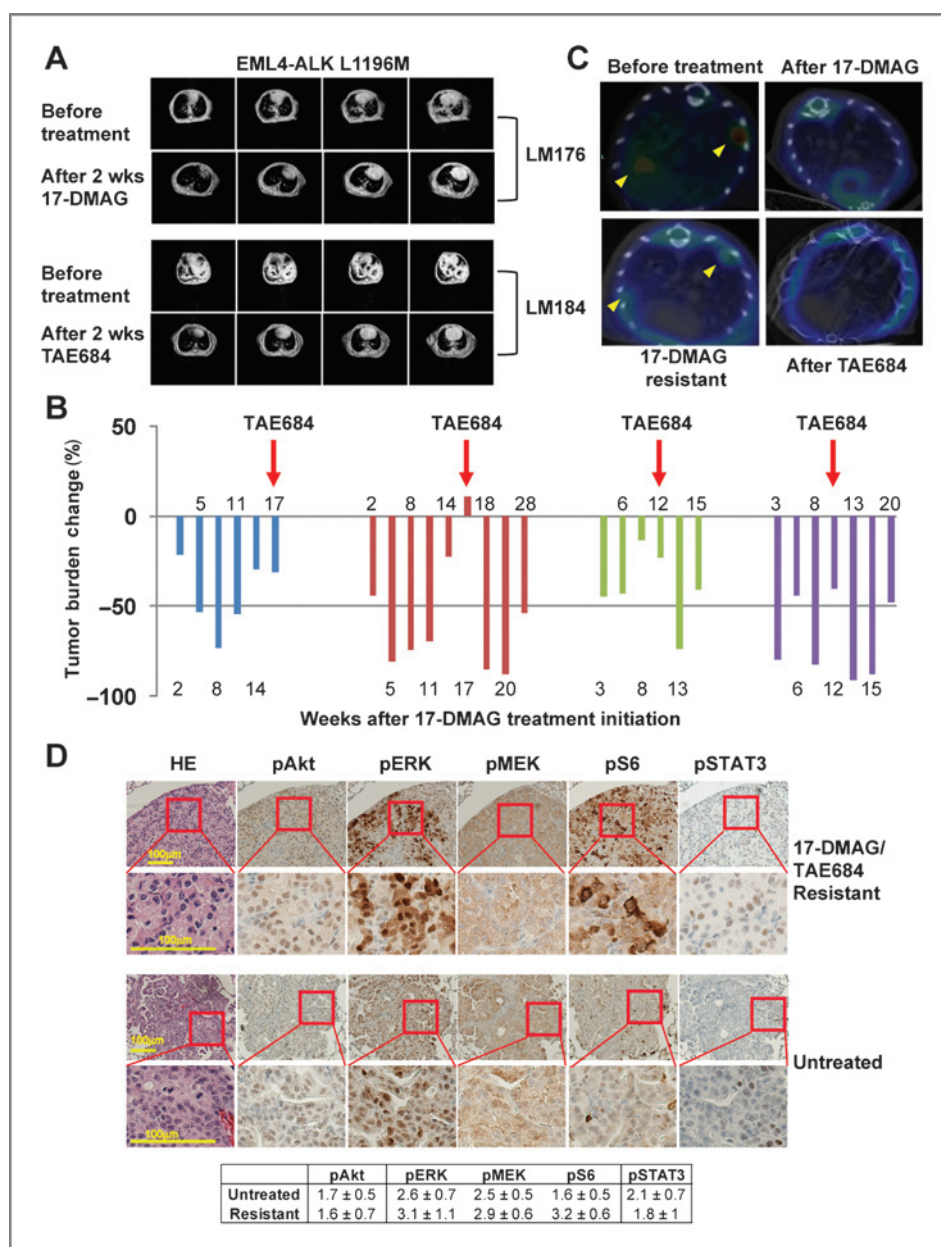 A
EML4-ALK L1196M
Before
treatment
After 2 wks
17-DMAG
LM176
Before
treatment
After 2 wks
TAE684
LM184
C
Before treatment
After 17-DMAG
17-DMAG
resistant
After TAE684
B
TAE684
TAE684
TAE684
TAE684
Tumor burden change (%)
50
0
−50
−100
5 11 17
2 8 14
2 8 14 18 28
5 11 17 20
6 12 15
3 8 13
3 8 13 20
6 12 15
Weeks after 17-DMAG treatment initiation
D
HE pAkt pERK pMEK pS6 pSTAT3
100μm
100μm
17-DMAG/
TAE684
Resistant
100μm
100μm
Untreated
pAkt pERK pMEK pS6 pSTAT3
Untreated 1.7 ± 0.5 2.6 ± 0.7 2.5 ± 0.5 1.6 ± 0.5 2.1 ± 0.7
Resistant 1.6 ± 0.7 3.1 ± 1.1 2.9 ± 0.6 3.2 ± 0.6 1.8 ± 1